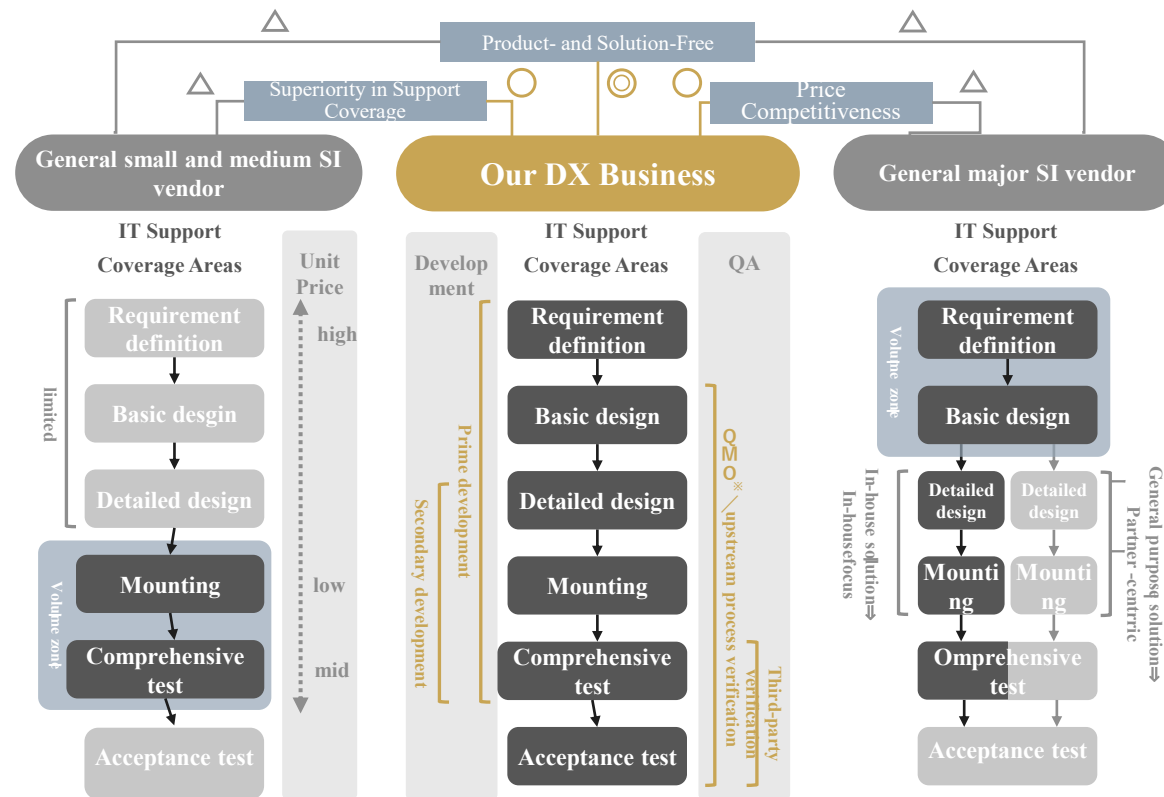 Product- and Solution-Free
Superiority in Support
Coverage
Price
Competitiveness
General small and medium SI
vendor
Our DX Business
General major SI vendor
IT Support
Coverage Areas
Unit
Price
high
low
mid
limited
Requirement
definition
Basic desgin
Detailed design
Mounting
Comprehensive
test
Acceptance test
Volume zone
Develop
ment
IT Support
Coverage Areas
QA
Prime development
Secondary development
Requirement
definition
Basic design
Detailed design
Mounting
Comprehensive
test
Acceptance test
QMO※／upstream process verification
Third-party
verification
IT Support
Coverage Areas
Volume zone
Requirement
definition
Basic design
In-house solution⇒
In-housefocus
Detailed
design
Detailed
design
Mounti
ng
Mounti
ng
General purposq solution⇒
Partner -centrric
Omprehensive
test
Acceptance test